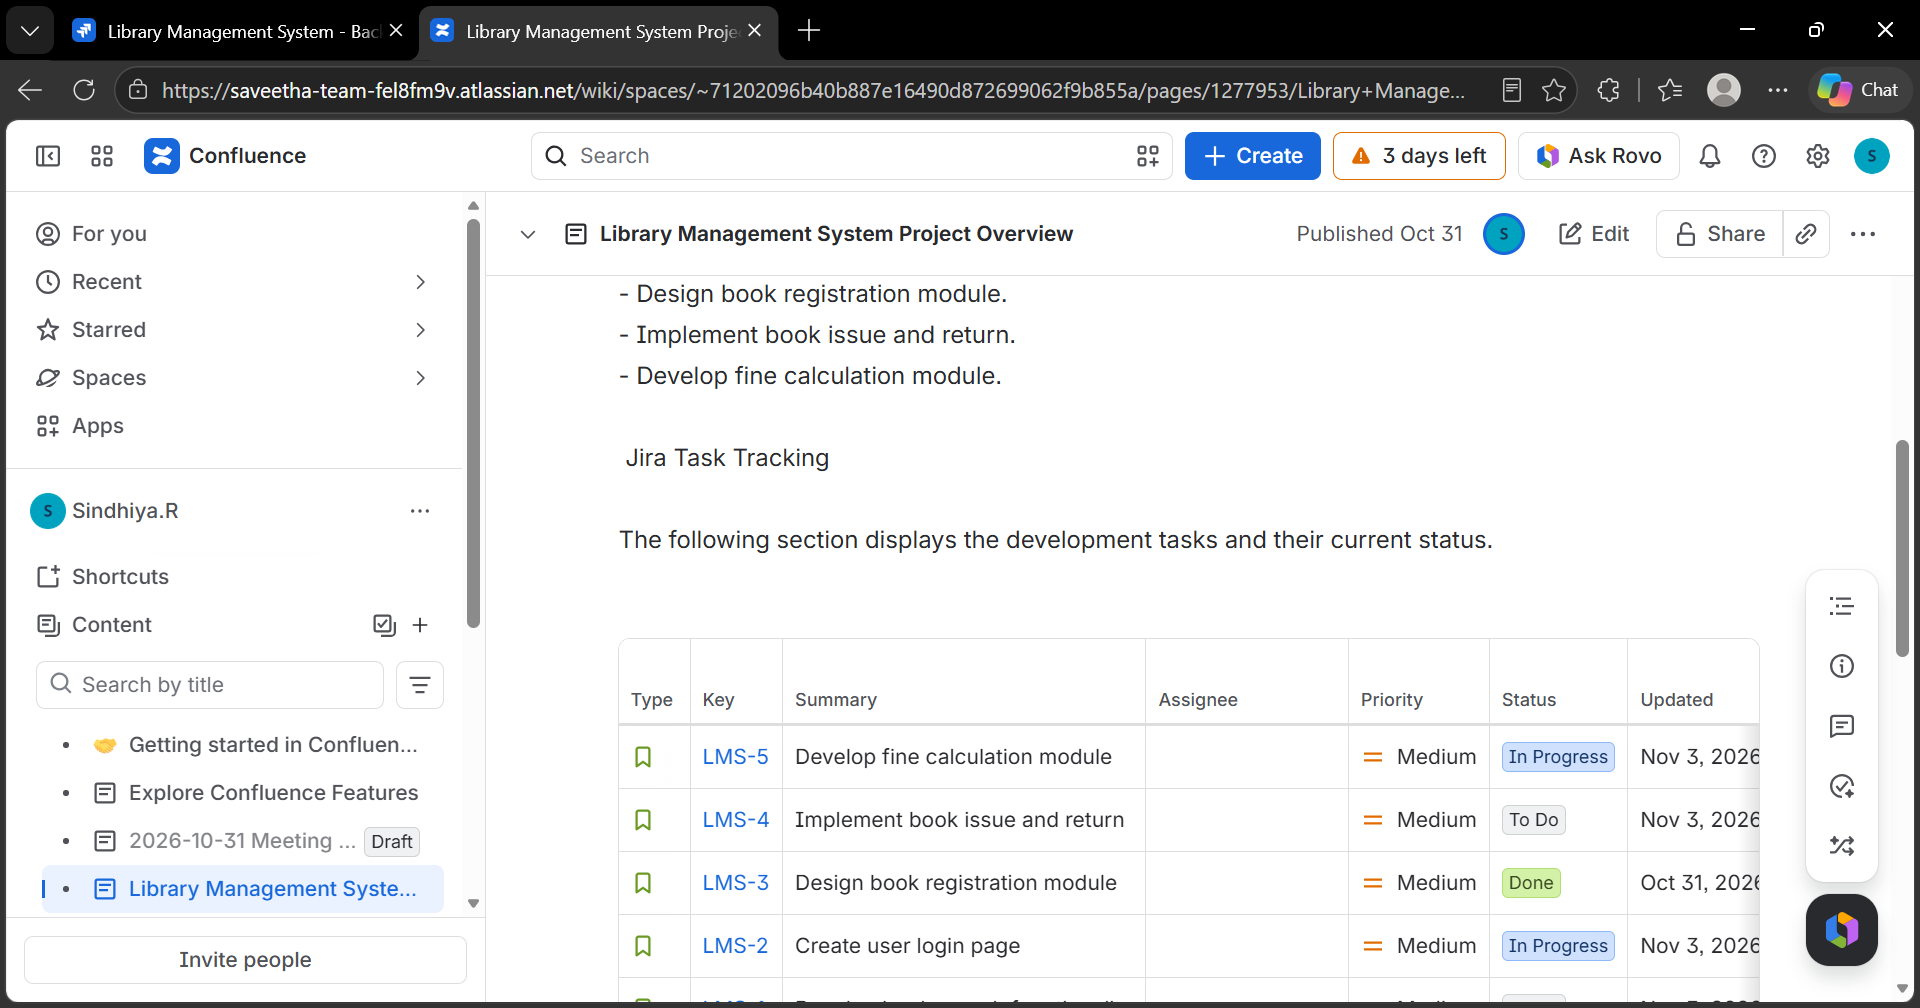 Library Management System - Bac
Library Management System Proje
https://saveetha-team-fel8fm9v.atlassian.net/wiki/spaces/~71202096b40b887e16490d872699062f9b855a/pages/1277953/Library+Manage...
Chat
Confluence
Search
Create
3 days left
Ask Rovo
S
For you
Recent
Starred
Spaces
Apps
S Sindhiya.R
Shortcuts
Content
Search by title
Getting started in Confluen...
Explore Confluence Features
2026-10-31 Meeting ... Draft
Library Management Syste...
Invite people
Library Management System Project Overview
Published Oct 31
S
Edit
Share
- Design book registration module.
- Implement book issue and return.
- Develop fine calculation module.
Jira Task Tracking
The following section displays the development tasks and their current status.
Type Key Summary Assignee Priority Status Updated
LMS-5 Develop fine calculation module Medium In Progress Nov 3, 2026
LMS-4 Implement book issue and return Medium To Do Nov 3, 2026
LMS-3 Design book registration module Medium Done Oct 31, 2026
LMS-2 Create user login page Medium In Progress Nov 3, 2026